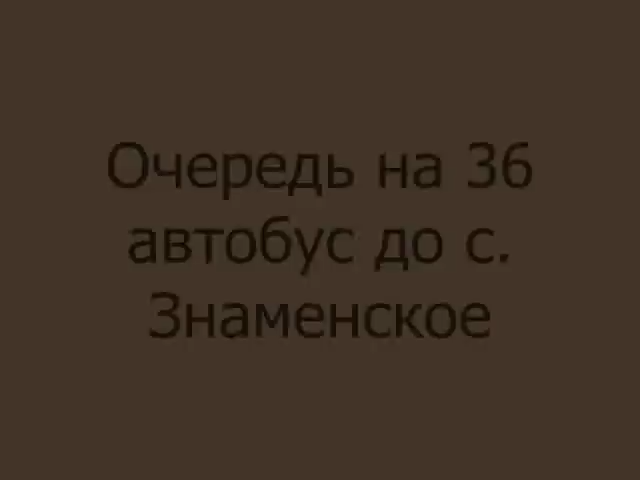 Очередь на 36
автобус до с.
Знаменское